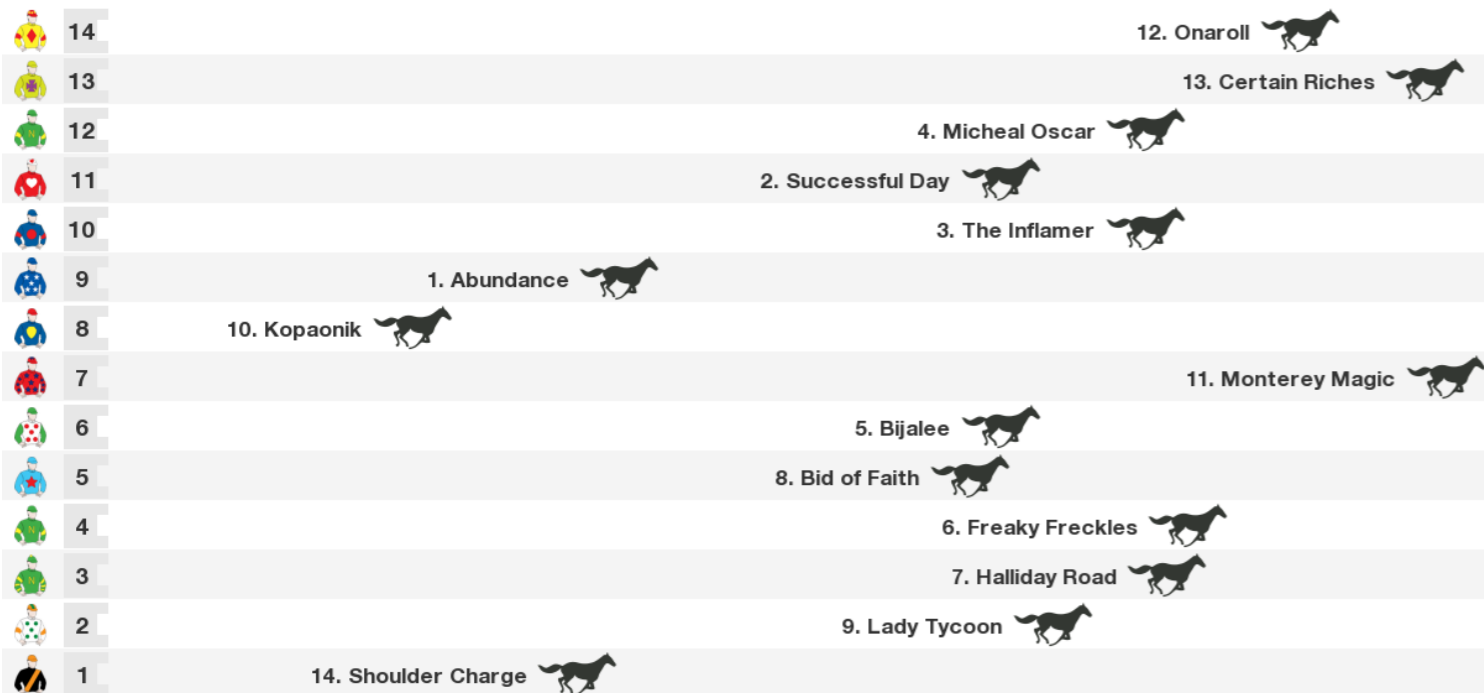 14 12. Onaroll
13 13. Certain Riches
12 4. Micheal Oscar
11 2. Successful Day
10 3. The Inflamer
9 1. Abundance
8 10. Kopaonik
7 11. Monterey Magic
6 5. Bijalee
5 8. Bid of Faith
4 6. Freaky Freckles
3 7. Halliday Road
2 9. Lady Tycoon
1 14. Shoulder Charge